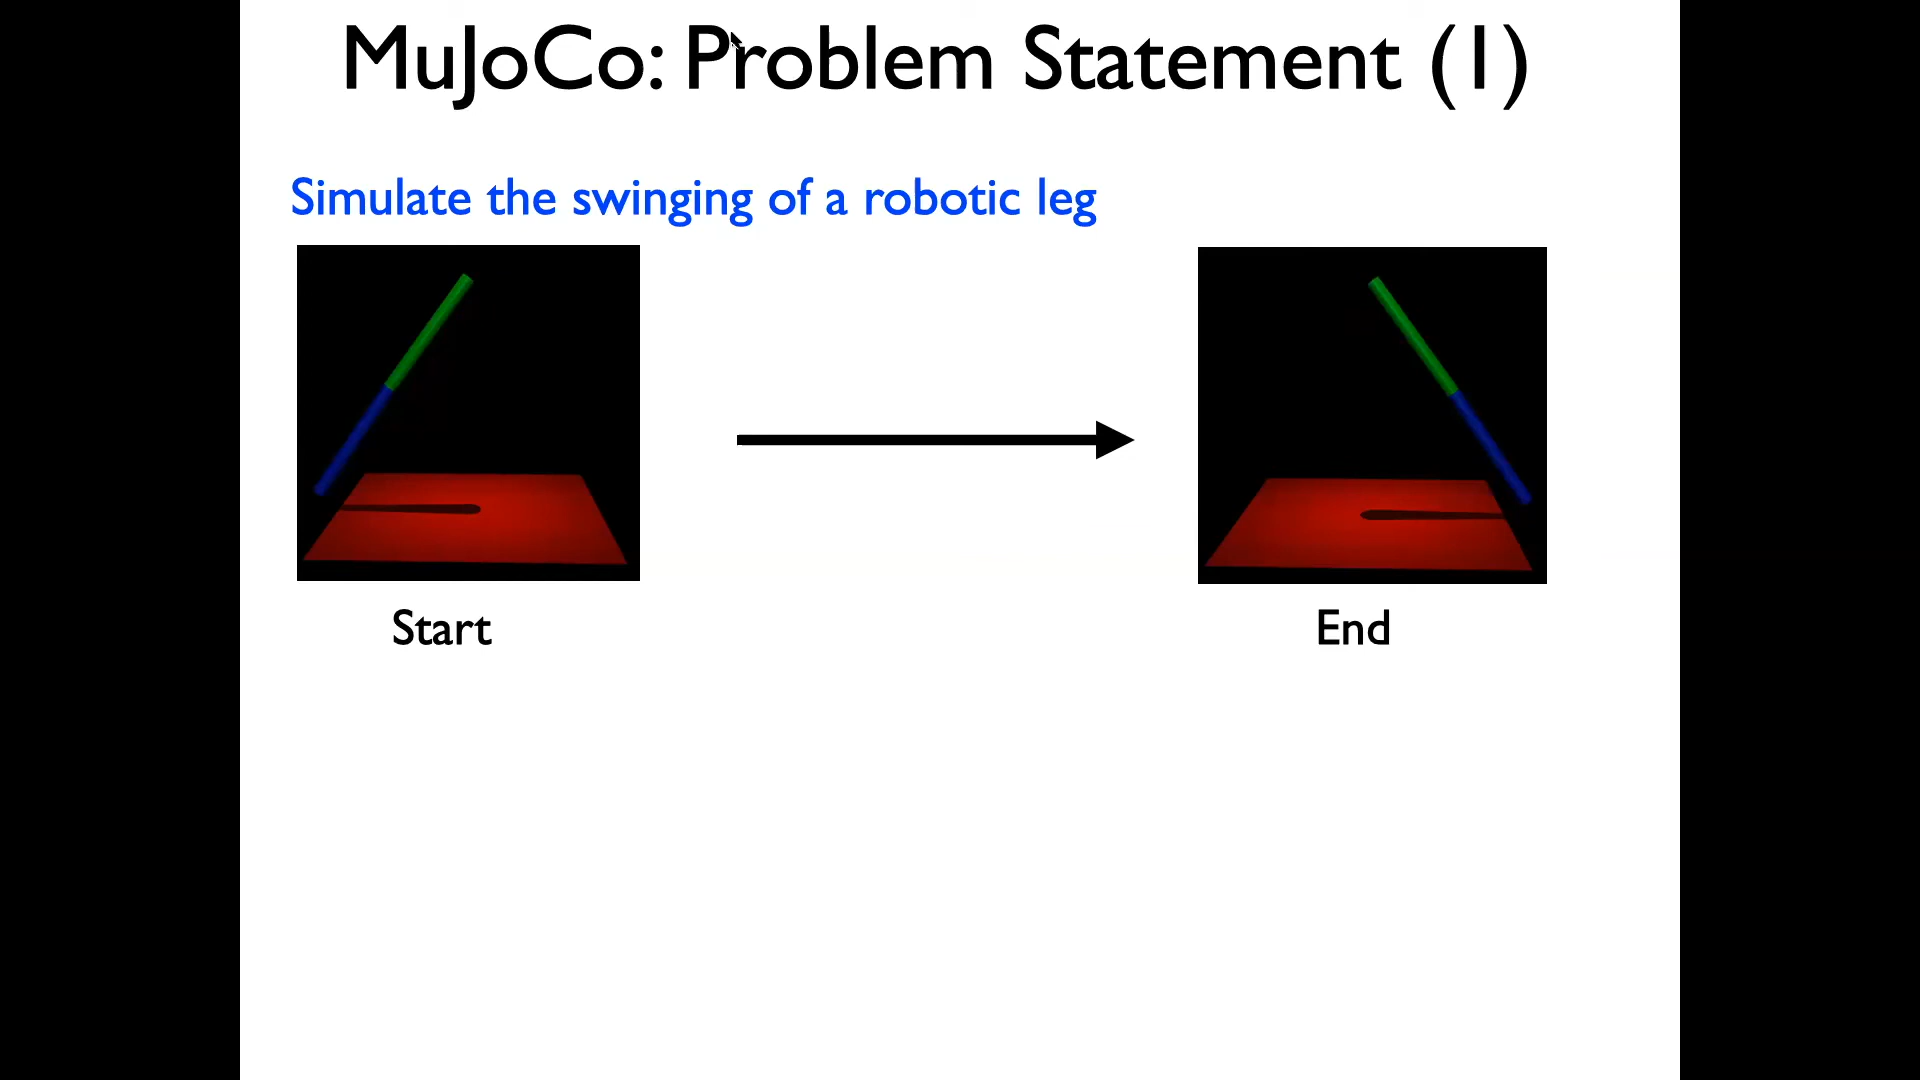 MuJoCo: Problem Statement (1)
Simulate the swinging of a robotic leg
Start
End